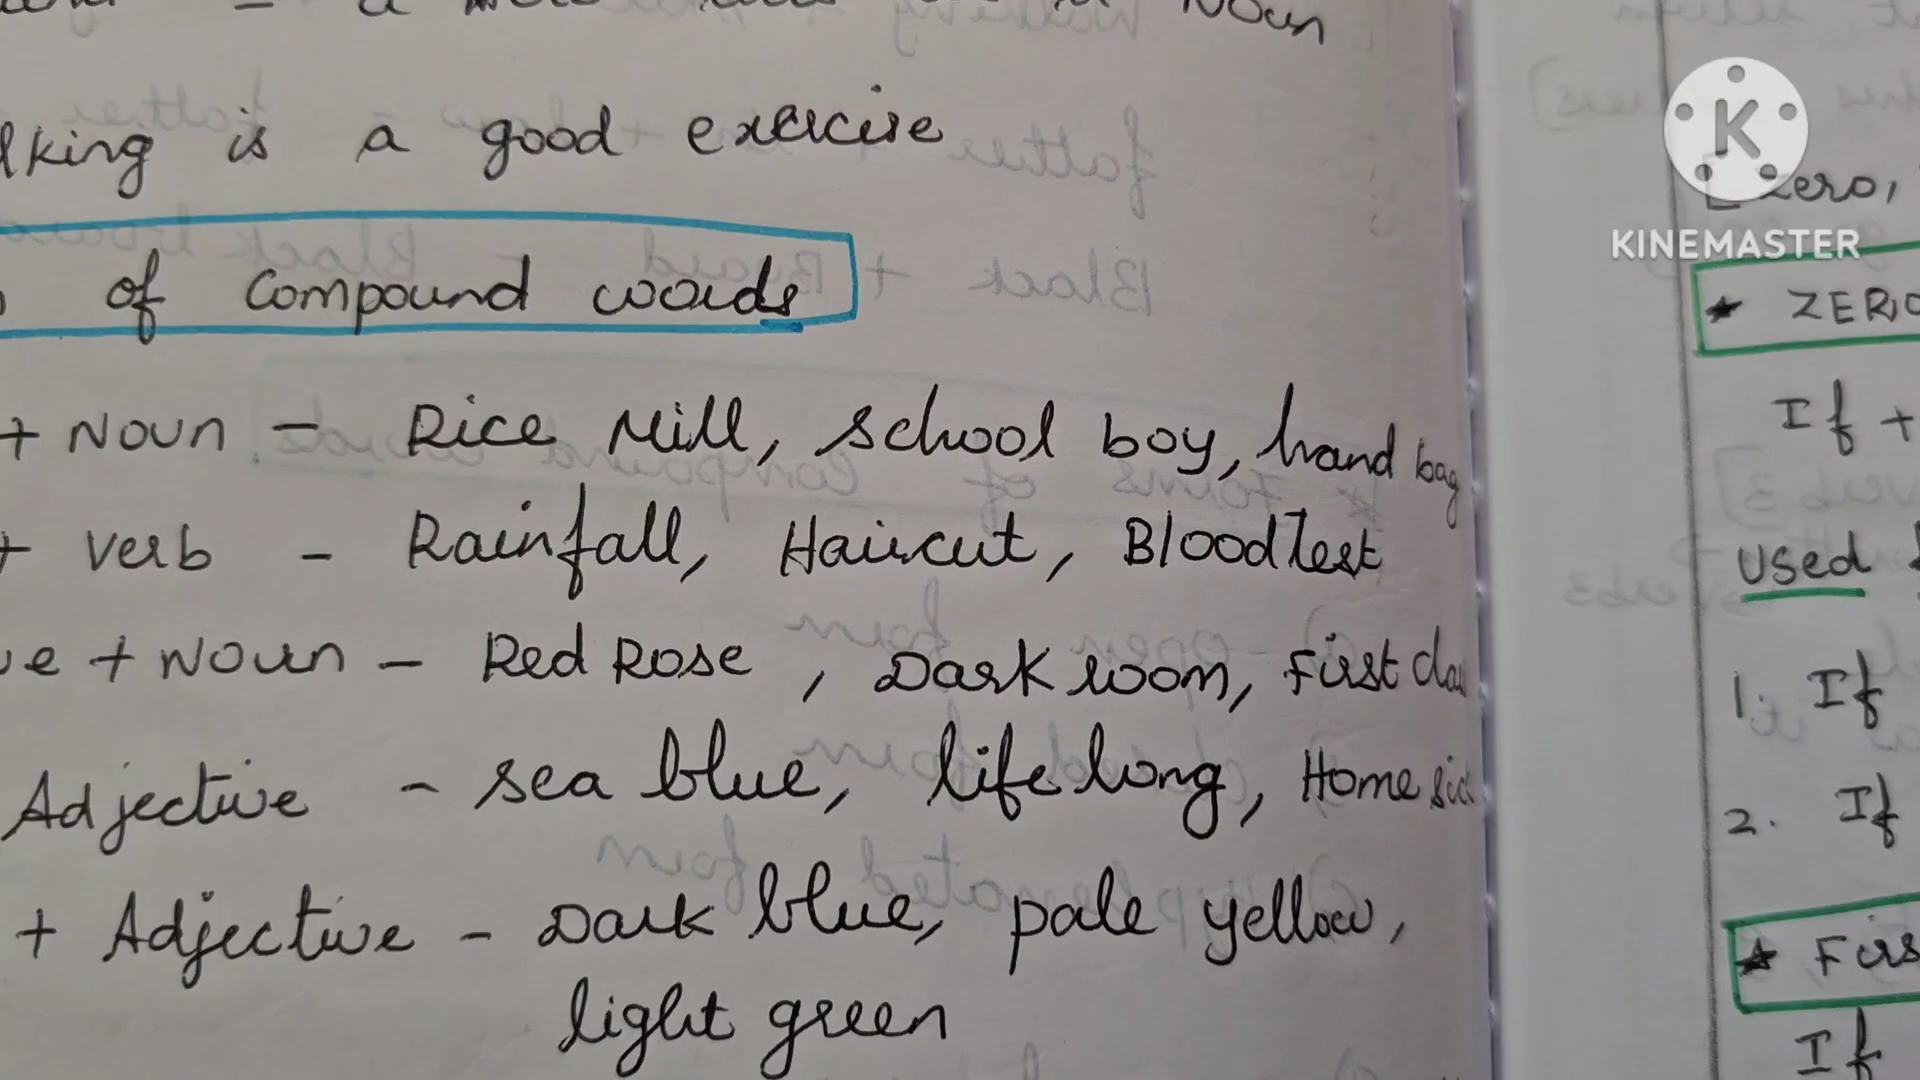 Noun
is a good exercise
of Compound words
+ Noun - Rice Mill, school boy, hand bag
+ verb - Rainfall, Haircut, Blood Test
+ Noun - Red Rose, Dark room, First
Adjective - sea blue, life long, Home
+ Adjective - Dark blue, pale yellow,
light green
KINEMASTER
Zero,
★ ZERO
If +
Used
1. If
2. If
★
If